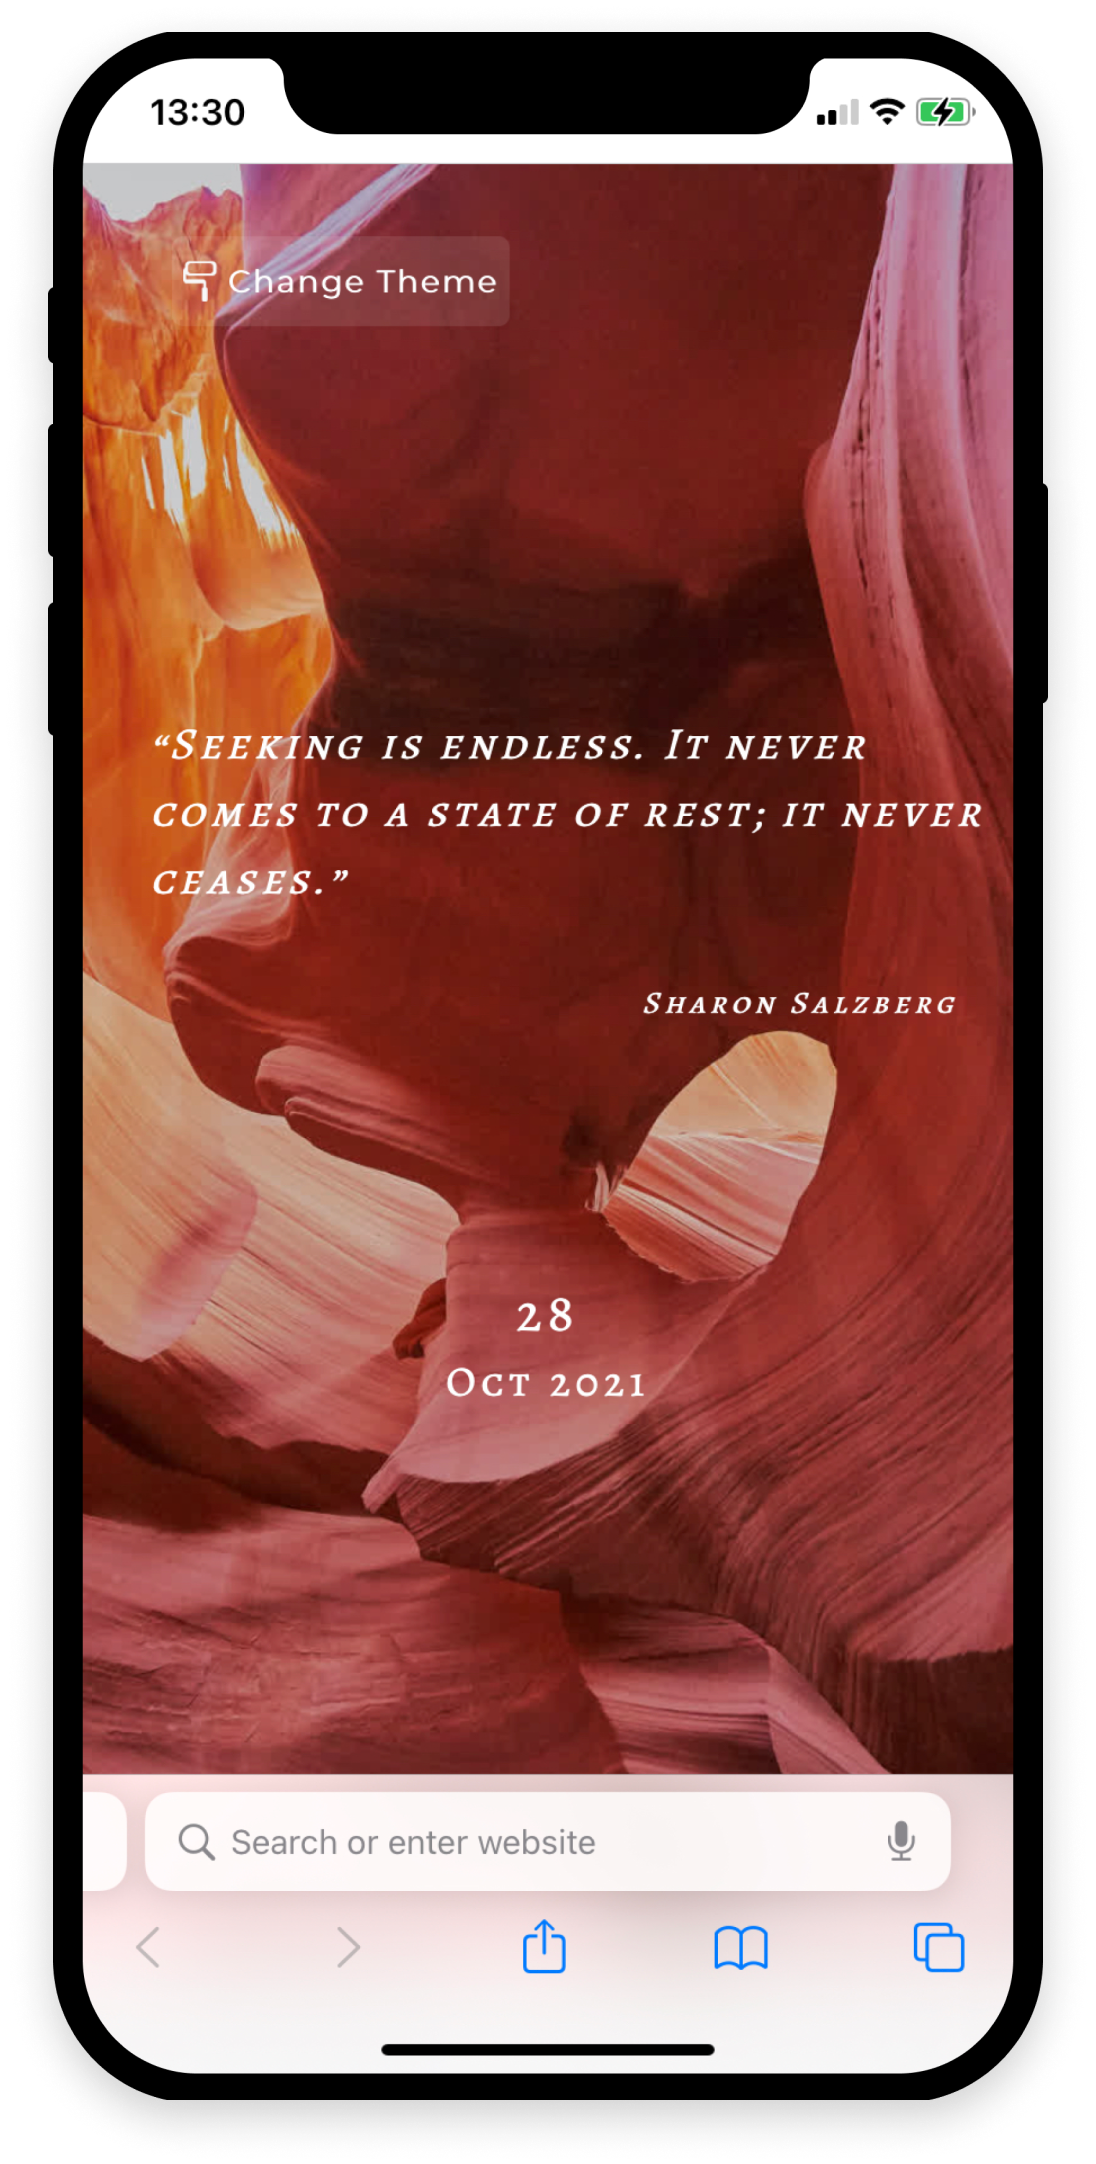 13:30
Change Theme
“Seeking is endless. It never
comes to a state of rest; it never
ceases.”
Sharon Salzberg
28
Oct 2021
Search or enter website